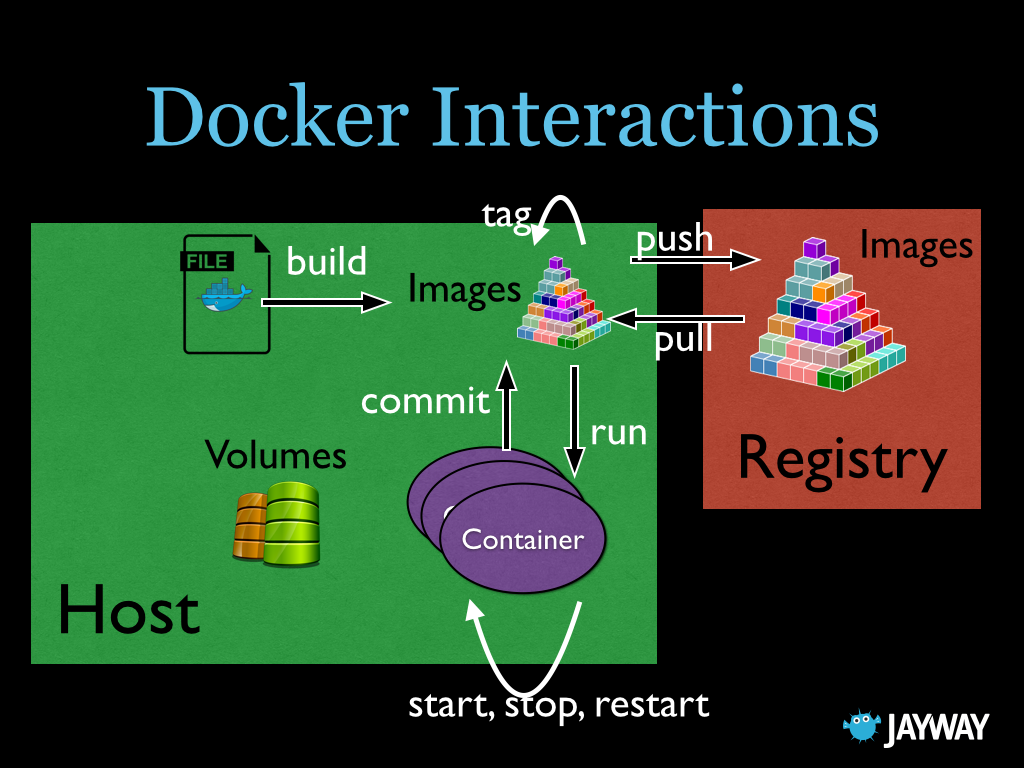 Docker Interactions
tag
push
Images
FILE
build
Images
pull
commit
run
Volumes
Registry
Container
Host
start, stop, restart
JAYWAY